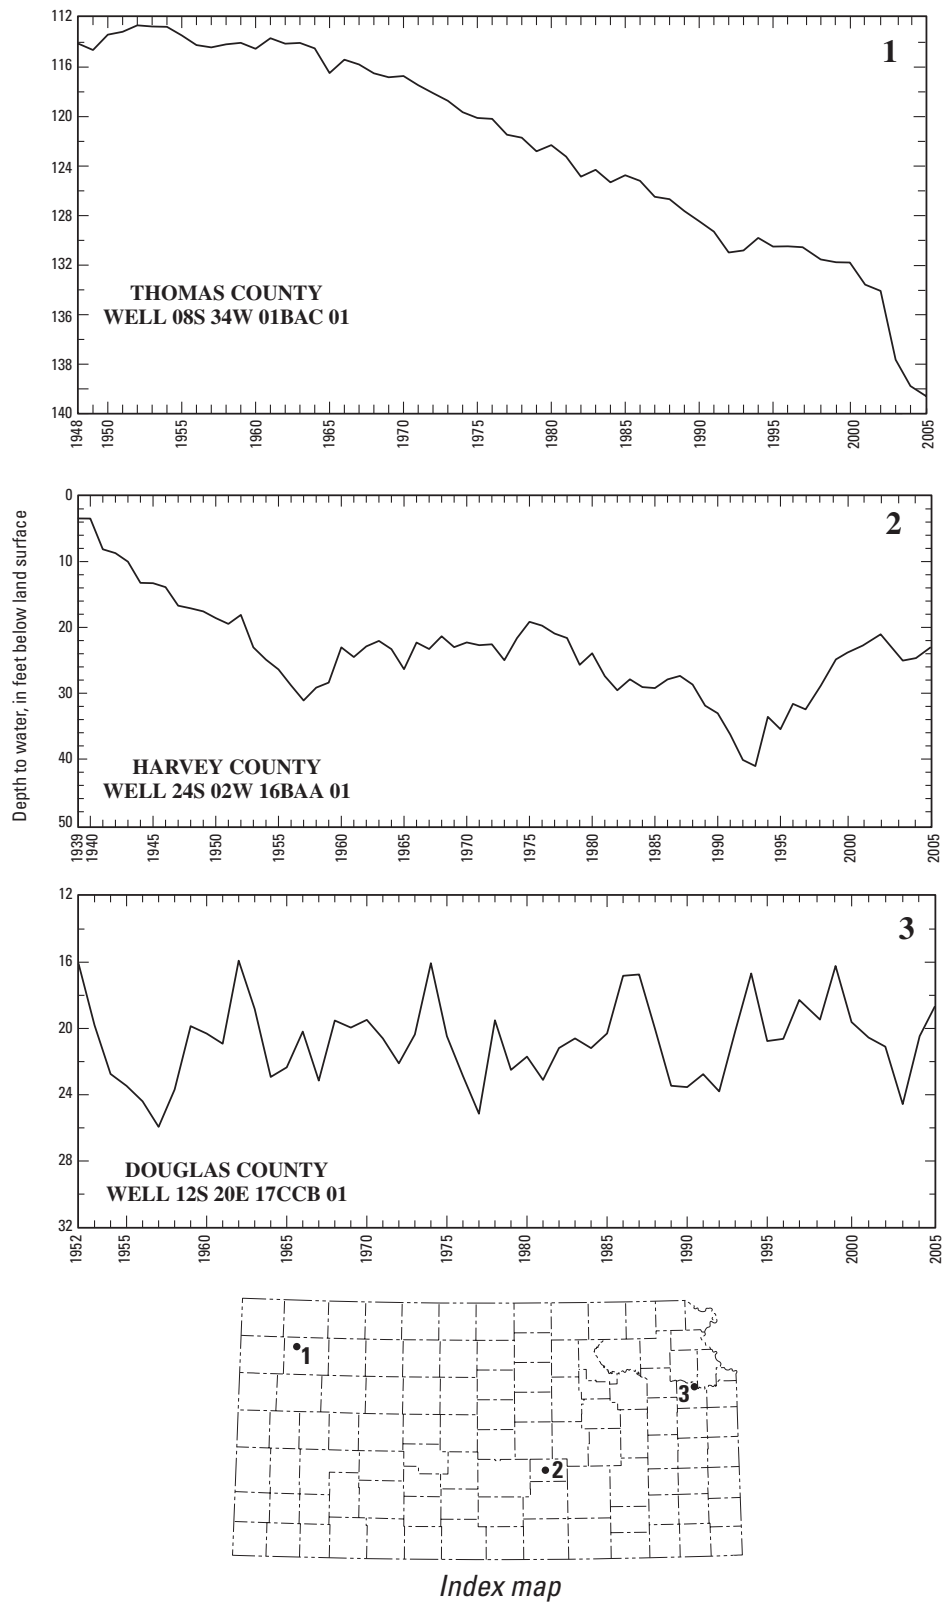 Depth to water, in feet below land surface
112
116
120
124
128
132
136
138
140
1
THOMAS COUNTY
WELL 08S 34W 01BAC 01
1948 1950 1955 1960 1965 1970 1975 1980 1985 1990 1995 2000 2005
0
10
20
30
40
50
2
HARVEY COUNTY
WELL 24S 02W 16BAA 01
1939 1940 1945 1950 1955 1960 1965 1970 1975 1980 1985 1990 1995 2000 2005
12
16
20
24
28
32
3
DOUGLAS COUNTY
WELL 12S 20E 17CCB 01
1952 1955 1960 1965 1970 1975 1980 1985 1990 1995 2000 2005
1
3
2
Index map